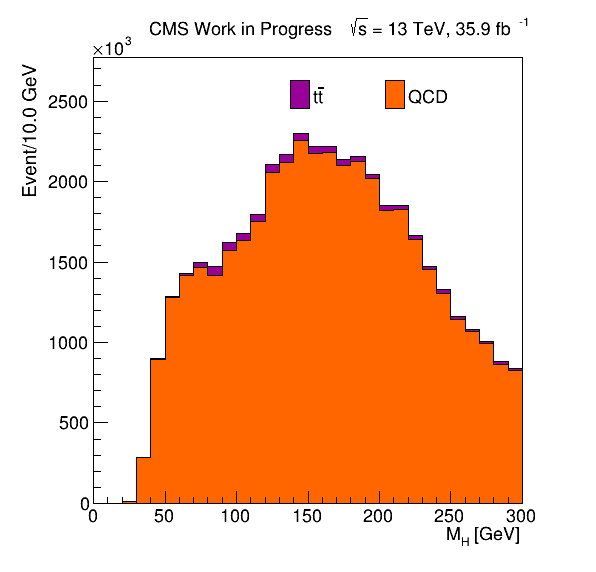 CMS Work in Progress √s = 13 TeV, 35.9 fb⁻¹
×10³
Event/10.0 GeV
tt̄ QCD
2500
2000
1500
1000
500
0
0 50 100 150 200 250 300
M_H [GeV]